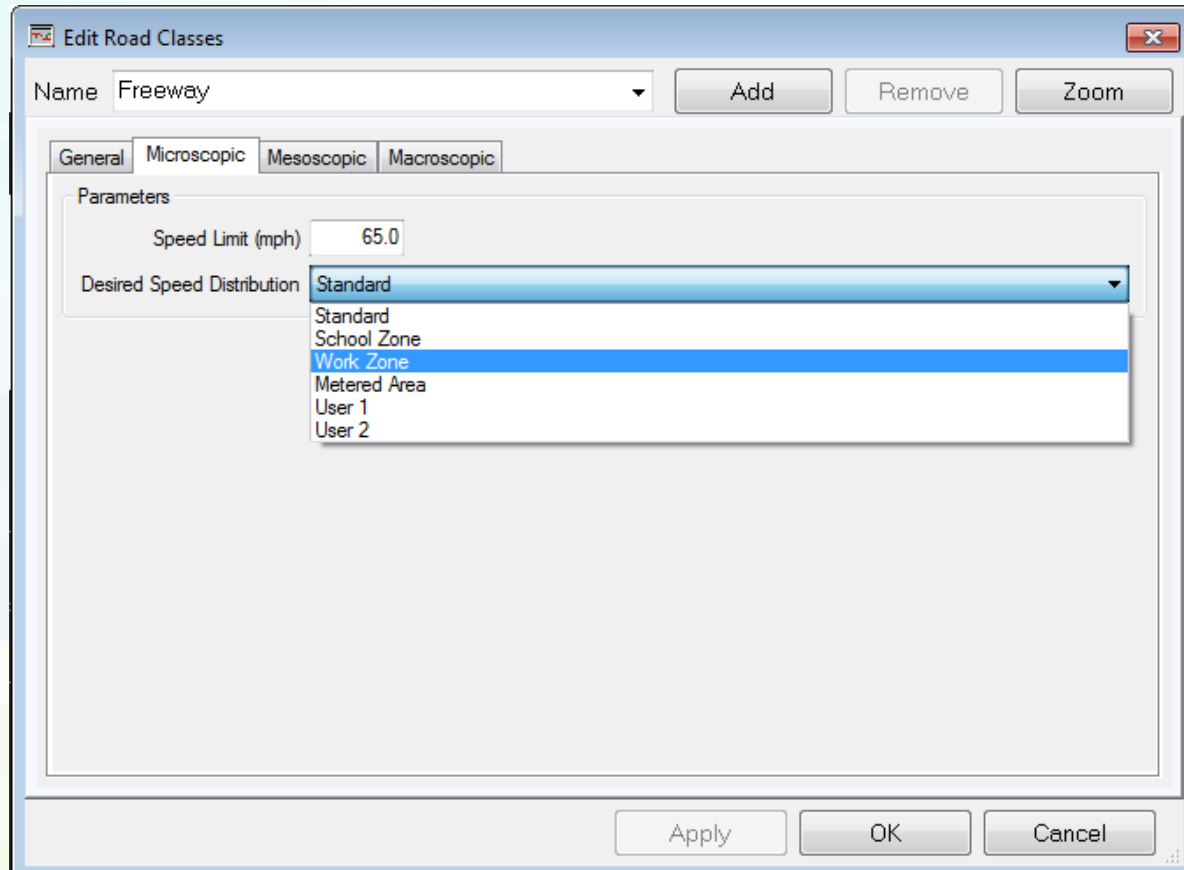 Edit Road Classes
Name Freeway Add Remove Zoom
General Microscopic Mesoscopic Macroscopic
Parameters
Speed Limit (mph) 65.0
Desired Speed Distribution Standard
Standard
School Zone
Work Zone
Metered Area
User 1
User 2
Apply OK Cancel